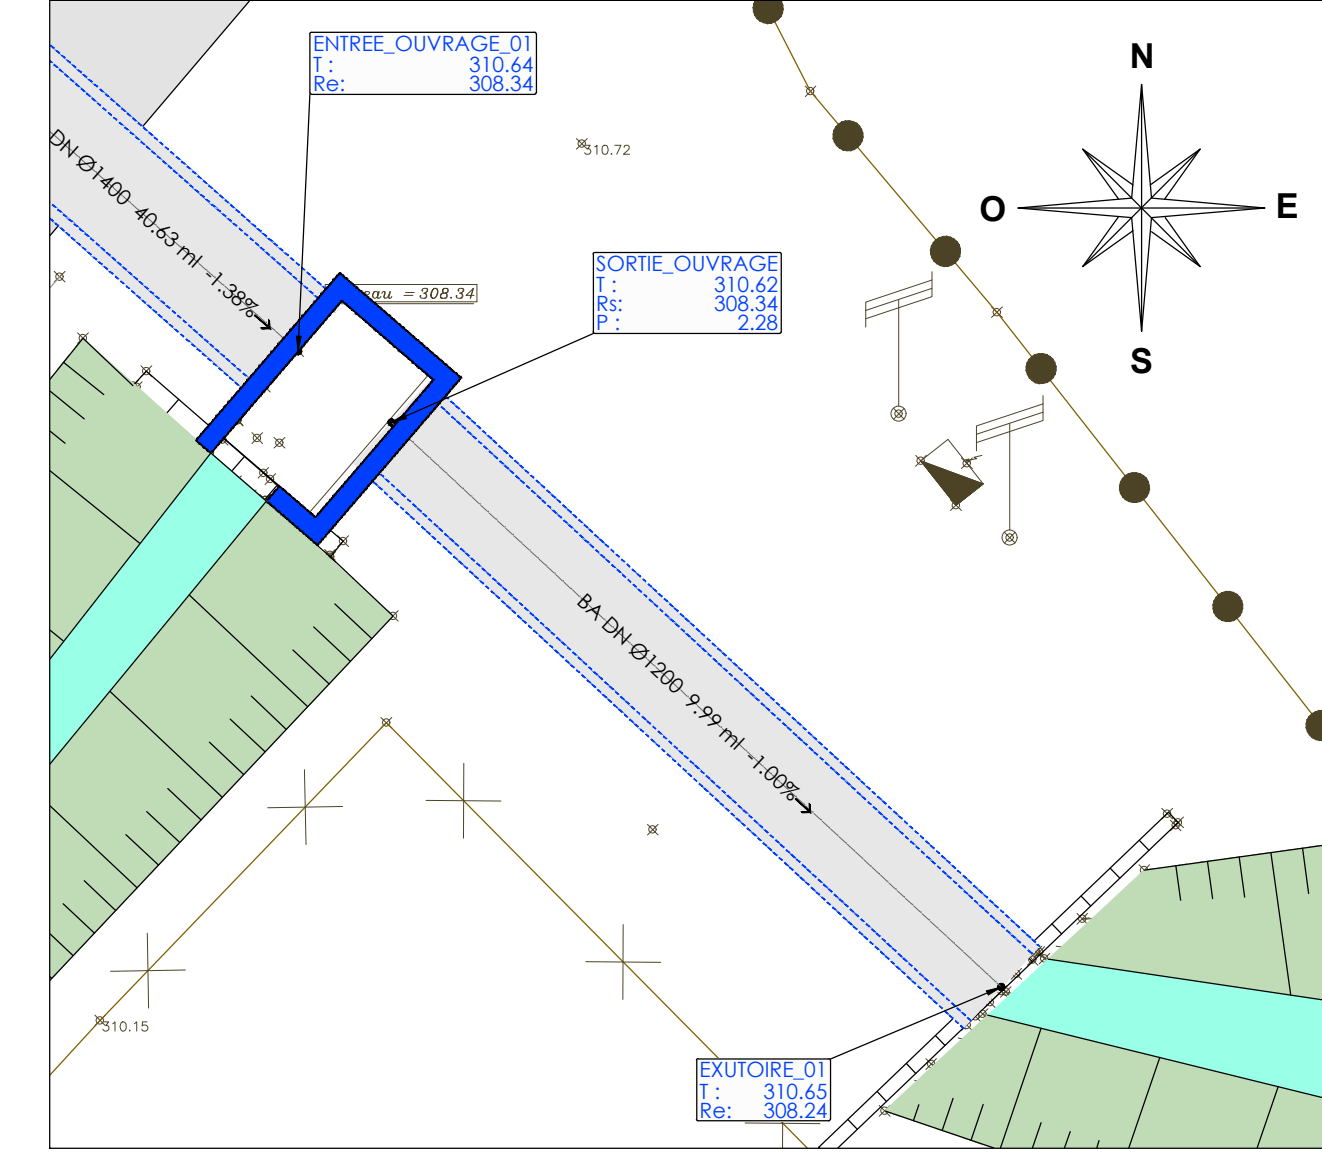 ENTREE_OUVRAGE_01
T : 310.64
Re: 308.34
N
310.72
DN Ø1400 40.63 ml -1.38%
O
E
SORTIE_OUVRAGE
T : 310.62
Rs: 308.34
P : 2.28
= 308.34
S
BA DN Ø1200 9.99 ml -1.00%
310.15
EXUTOIRE_01
T : 310.65
Re: 308.24